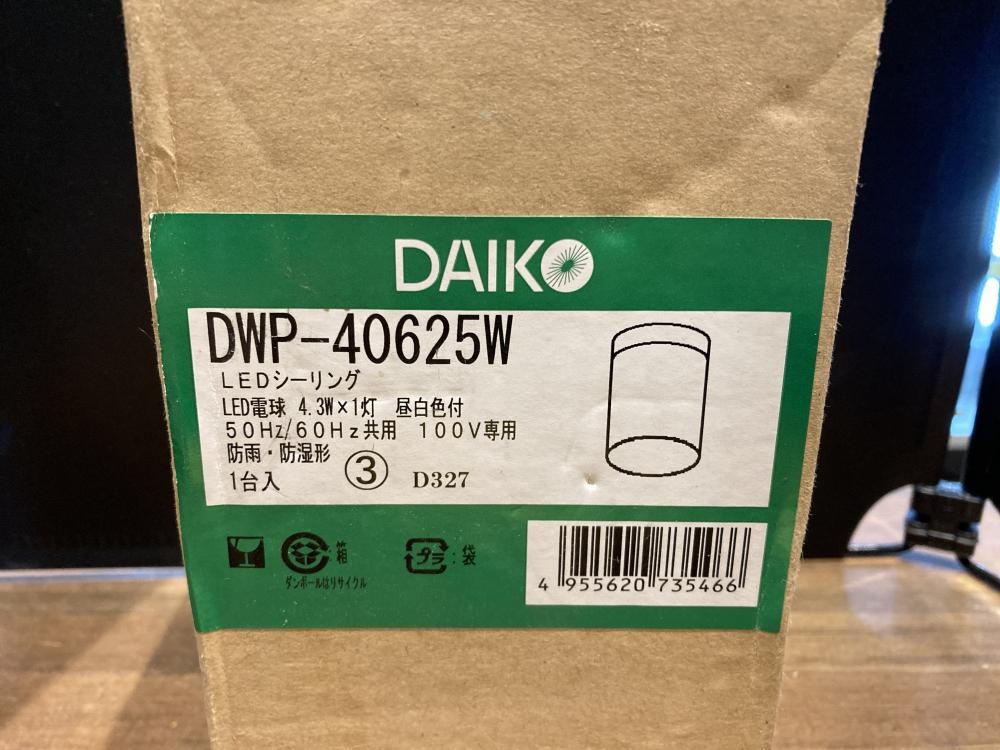 DAIKO
DWP-40625W
LEDシーリング
LED電球 4.3W×1灯 昼白色付
50Hz/60Hz共用 100V専用
防雨・防湿形
1台入 ③ D327
:箱 プラ:袋
ダンボールはリサイクル
4 955620 735466